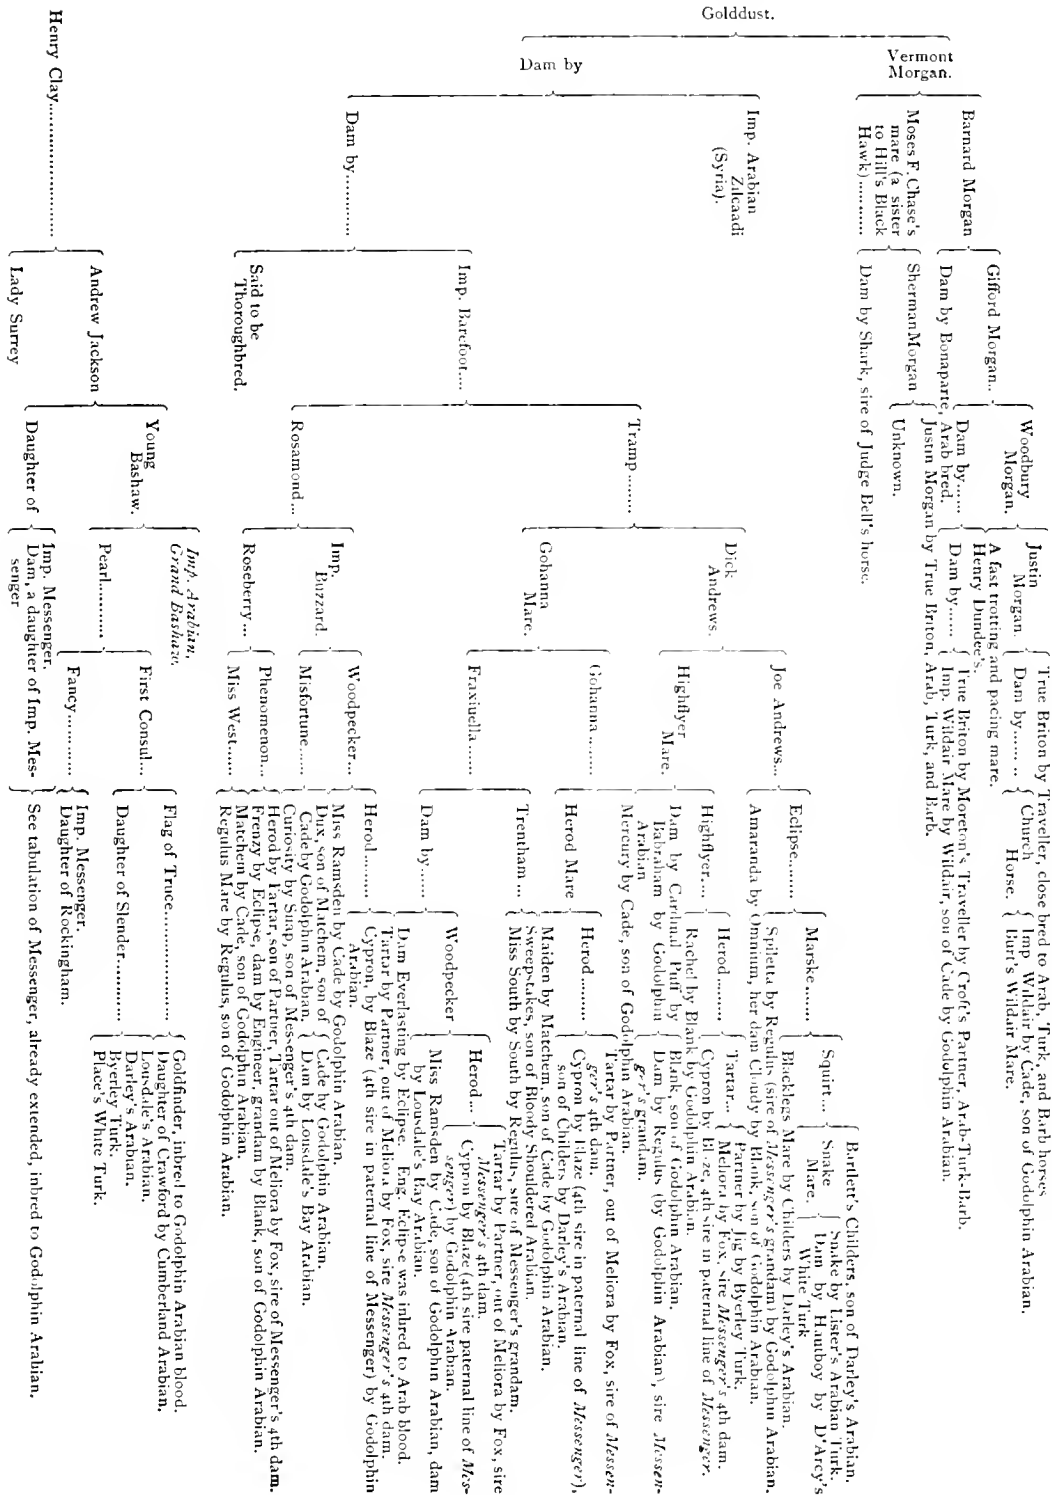 Golddust.
Vermont
Morgan.
Dam by
Barnard Morgan
Moses F. Chase's
mare (a sister
to Hill's Black
Hawk).........
Imp. Arabian
Zilcaadi
(Syria).
Dam by.........
Gifford Morgan..
Dam by Bonaparte, Arab bred.
Sherman Morgan
Dam by Shark, sire of Judge Bell's horse.
Imp. Barefoot....
Said to be
Thoroughbred.
Woodbury
Morgan.
Dam by......
Justin Morgan by True Briton, Arab, Turk, and Barb.
Unknown.
Tramp........
Rosamond...
Justin
Morgan.
A fast trotting and pacing mare.
Henry Dundee's.
Dam by......
Dick
Andrews.
Gohanna
Mare.
Imp.
Buzzard.
Roseberry...
True Briton by Traveller, close bred to Arab, Turk, and Barb horses
Dam by...... ..
True Briton by Moreton's Traveller by Croft's Partner, Arab-Turk-Barb.
Imp. Wildair Mare by Wildair, son of Cade by Godolphin Arabian.
Joe Andrews...
Highflyer
Mare.
Gohanna........
Fraxinella......
Woodpecker...
Misfortune......
Phenomenon...
Miss West......
Church
Horse.
Imp. Wildair by Cade, son of Godolphin Arabian.
Burt's Wildair Mare.
Eclipse........
Amaranda by Omnium, her dam Cloudy by Blank, son of Godolphin Arabian.
Highflyer....
Dam by Cardinal Puff by
Babraham by Godolphin
Arabian
Mercury by Cade, son of Godolphin Arabian.
Herod Mare
Trentham ...
Dam by......
Herod.........
Miss Ramsden by Cade by Godolphin Arabian.
Dux, son of Matchem, son of
Cade by Godolphin Arabian.
Curiosity by Snap, son of Messenger's 4th dam.
Herod by Tartar, son of Partner, Tartar out of Meliora by Fox, sire of Messenger's 4th dam.
Frenzy by Eclipse, dam by Engineer, grandam by Blank, son of Godolphin Arabian.
Matchem by Cade, son of Godolphin Arabian.
Regulus Mare by Regulus, son of Godolphin Arabian.
Marske.......
Spiletta by Regulus (sire of Messenger's grandam) by Godolphin Arabian.
Herod.......
Rachel by Blank by Godolphin Arabian.
Blank, son of Godolphin Arabian.
Dam by Regulus (by Godolphin Arabian), sire Messen-
ger's grandam.
Herod........
Maiden by Matchem, son of Cade by Godolphin Arabian.
Sweepstakes, son of Bloody Shouldered Arabian.
Miss South by South by Regulus, sire of Messenger's grandam.
Woodpecker
Dam Everlasting by Eclipse. Eng. Eclipse was inbred to Arab blood.
Tartar by Partner, out of Meliora by Fox, sire Messenger's 4th dam.
Cypron, by Blaze (4th sire in paternal line of Messenger) by Godolphin
Arabian.
Cade by Godolphin Arabian.
Dam by Lonsdale's Bay Arabian.
Squirt...
Blacklegs Mare by Childers by Darley's Arabian.
Tartar...
Cypron by Blaze, 4th sire in paternal line of Messenger.
Tartar by Partner, out of Meliora by Fox, sire of Messen-
ger's 4th dam.
Cypron by Blaze (4th sire in paternal line of Messenger),
son of Childers by Darley's Arabian.
Herod...
Miss Ramsden by Cade, son of Godolphin Arabian, dam
by Lonsdale's Bay Arabian.
Bartlett's Childers, son of Darley's Arabian.
Snake
Mare.
Snake by Lister's Arabian Turk.
Dam by Hautboy by D'Arcy's
White Turk
Partner by Jig by Byerley Turk.
Meliora by Fox, sire Messenger's 4th dam.
Tartar by Partner, out of Meliora by Fox, sire
Messenger's 4th dam.
Cypron by Blaze (4th sire paternal line of Mes-
senger) by Godolphin Arabian.
Henry Clay..................
Andrew Jackson
Lady Surrey
Young
Bashaw.
Daughter of
Imp. Arabian,
Grand Bashaw.
Pearl...........
Imp. Messenger.
Dam, a daughter of Imp. Mes-
senger
First Consul...
Fancy............
See tabulation of Messenger, already extended, inbred to Godolphin Arabian.
Flag of Truce..................
Daughter of Slender............
Imp. Messenger.
Daughter of Rockingham.
Goldfinder, inbred to Godolphin Arabian blood.
Daughter of Crawford by Cumberland Arabian.
Lonsdale's Arabian.
Darley's Arabian.
Byerley Turk.
Place's White Turk.